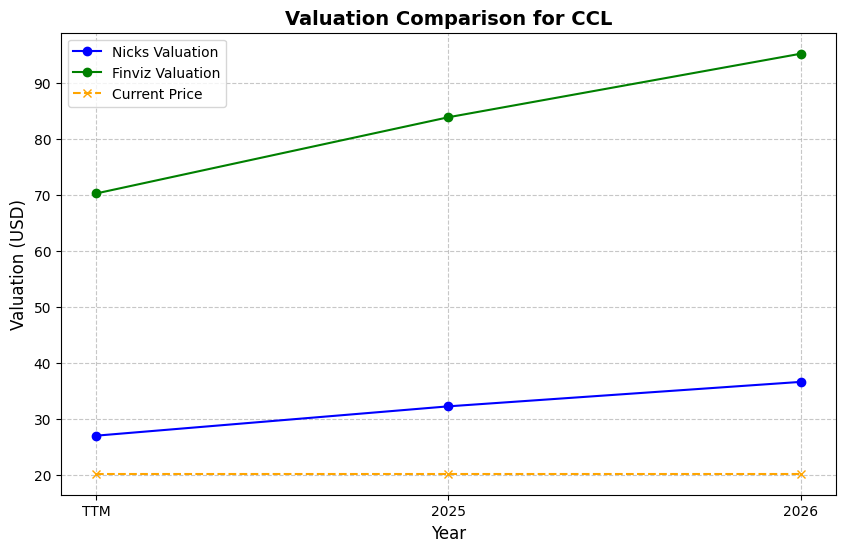 Valuation Comparison for CCL
Nicks Valuation
Finviz Valuation
Current Price
Valuation (USD)
90
80
70
60
50
40
30
20
TTM
2025
2026
Year